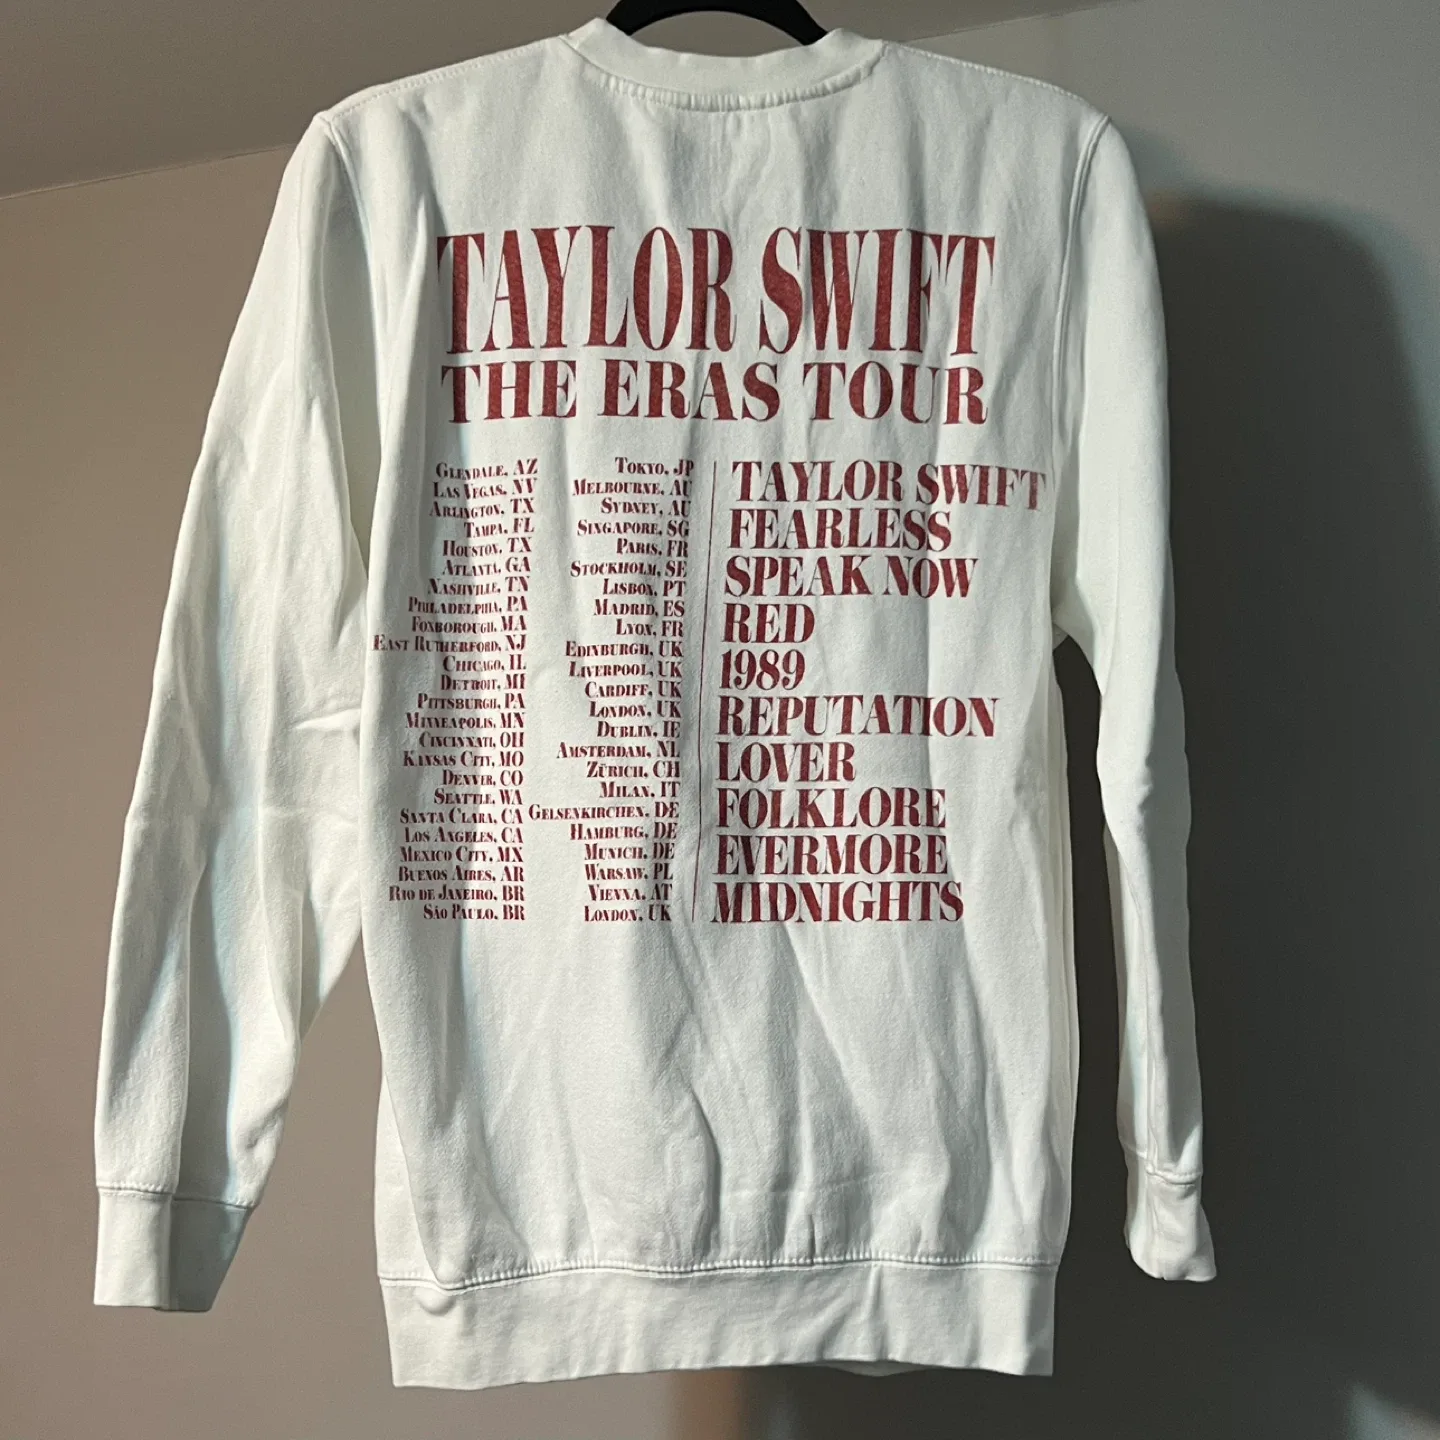 TAYLOR SWIFT
THE ERAS TOUR
GLENDALE, AZ
LAS VEGAS, NV
ARLINGTON, TX
TAMPA, FL
HOUSTON, TX
ATLANTA, GA
NASHVILLE, TN
PHILADELPHIA, PA
FOXBOROUGH, MA
EAST RUTHERFORD, NJ
CHICAGO, IL
DETROIT, MI
PITTSBURGH, PA
MINNEAPOLIS, MN
CINCINNATI, OH
KANSAS CITY, MO
DENVER, CO
SEATTLE, WA
SANTA CLARA, CA
LOS ANGELES, CA
MEXICO CITY, MX
BUENOS AIRES, AR
RIO DE JANEIRO, BR
SÃO PAULO, BR
TOKYO, JP
MELBOURNE, AU
SYDNEY, AU
SINGAPORE, SG
PARIS, FR
STOCKHOLM, SE
LISBON, PT
MADRID, ES
LYON, FR
EDINBURGH, UK
LIVERPOOL, UK
CARDIFF, UK
LONDON, UK
DUBLIN, IE
AMSTERDAM, NL
ZÜRICH, CH
MILAN, IT
GELSENKIRCHEN, DE
HAMBURG, DE
MUNICH, DE
WARSAW, PL
VIENNA, AT
LONDON, UK
TAYLOR SWIFT
FEARLESS
SPEAK NOW
RED
1989
REPUTATION
LOVER
FOLKLORE
EVERMORE
MIDNIGHTS